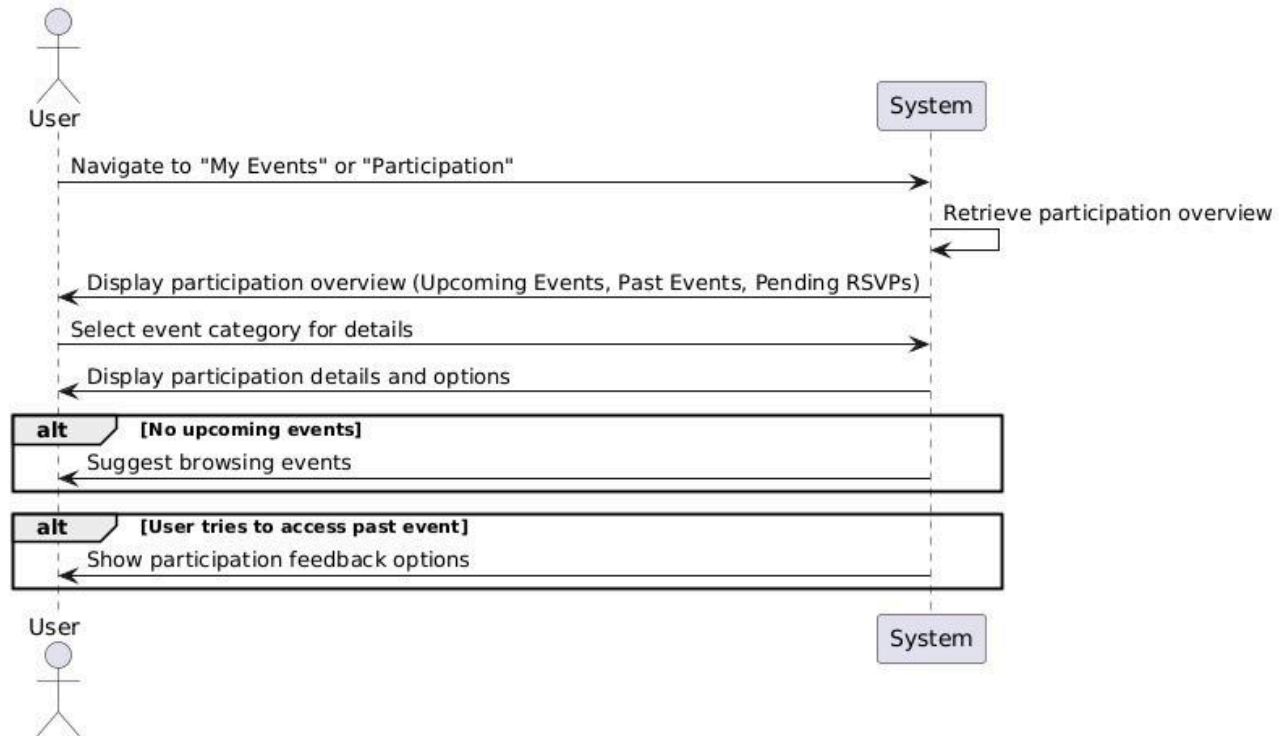 User
System
Navigate to "My Events" or "Participation"
Retrieve participation overview
Display participation overview (Upcoming Events, Past Events, Pending RSVPs)
Select event category for details
Display participation details and options
alt [No upcoming events]
Suggest browsing events
alt [User tries to access past event]
Show participation feedback options
User
System